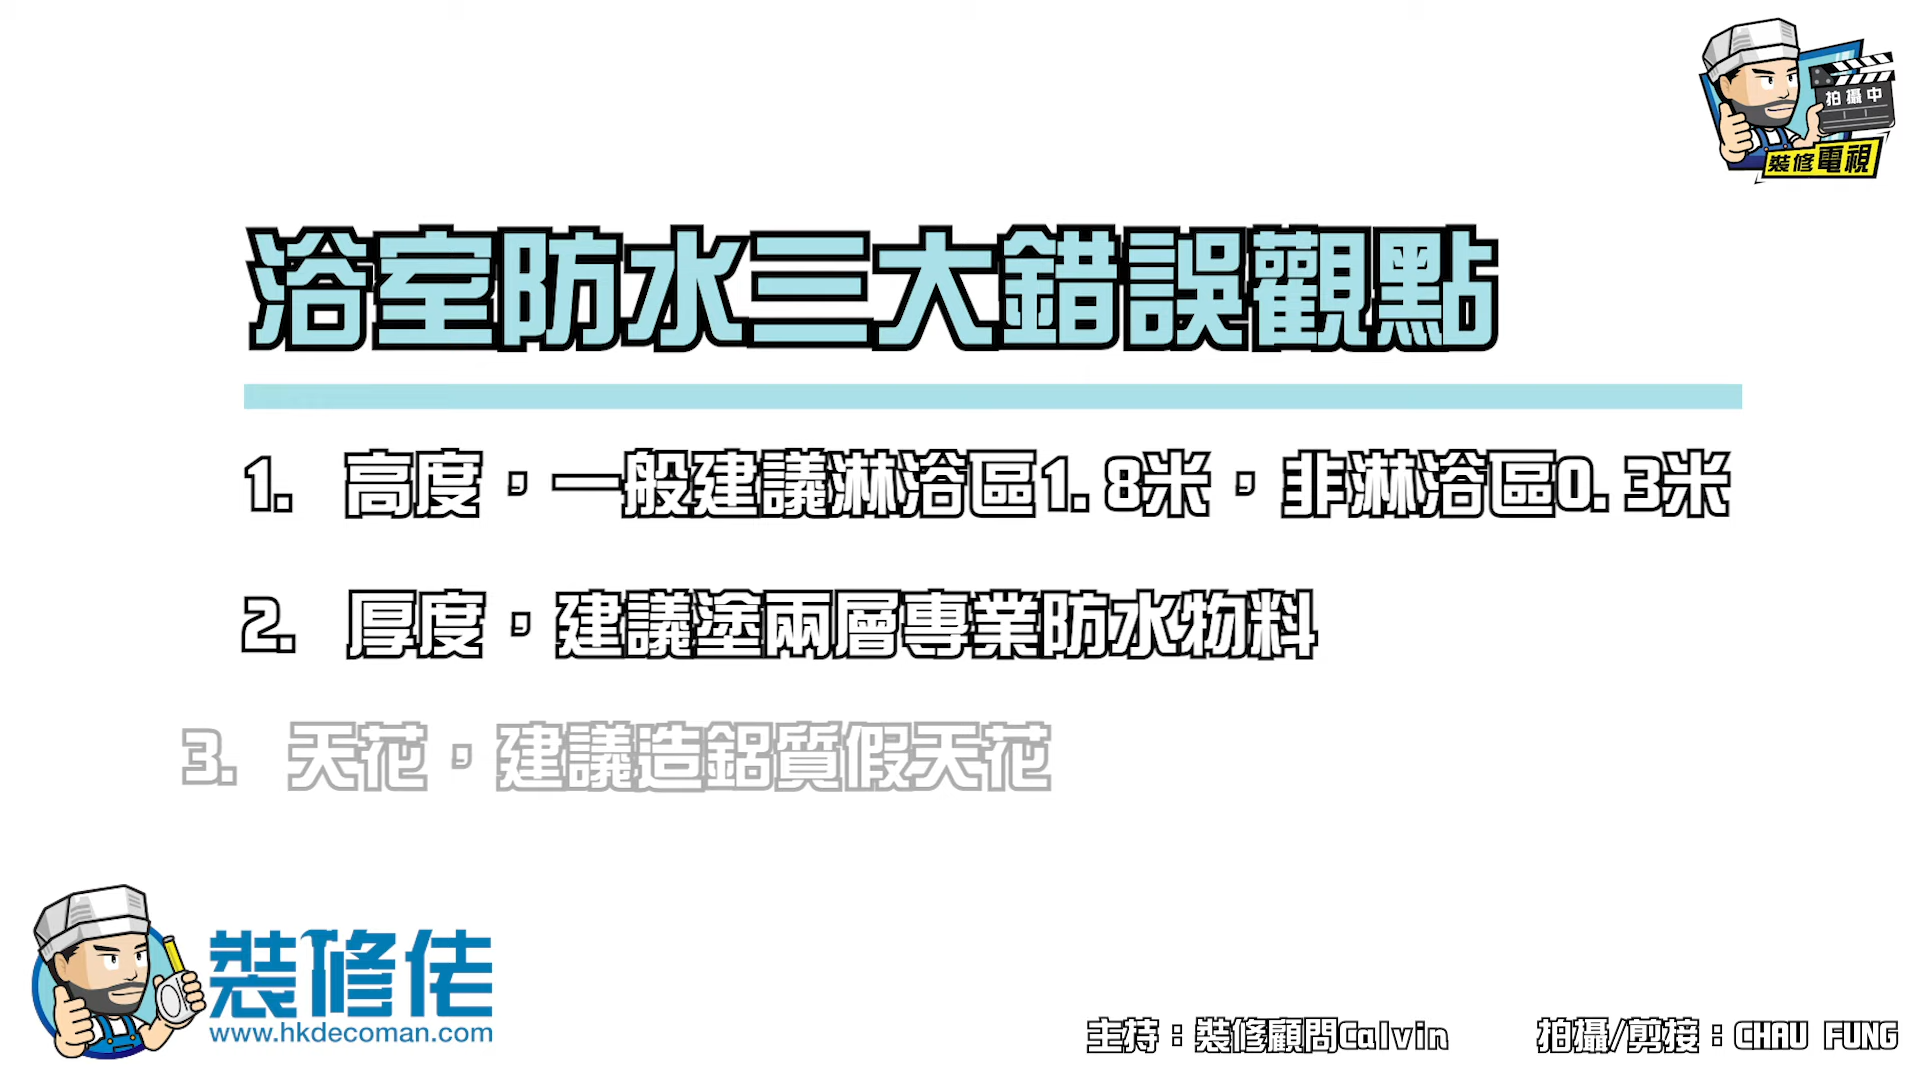 拍攝中
裝修電視
浴室防水三大錯誤觀點
1. 高度，一般建議淋浴區1.8米，非淋浴區0.3米
2. 厚度，建議塗兩層專業防水物料
3. 天花，建議造鋁質假天花
裝修佬
www.hkdecoman.com
主持：裝修顧問Calvin
拍攝/剪接：CHAU FUNG